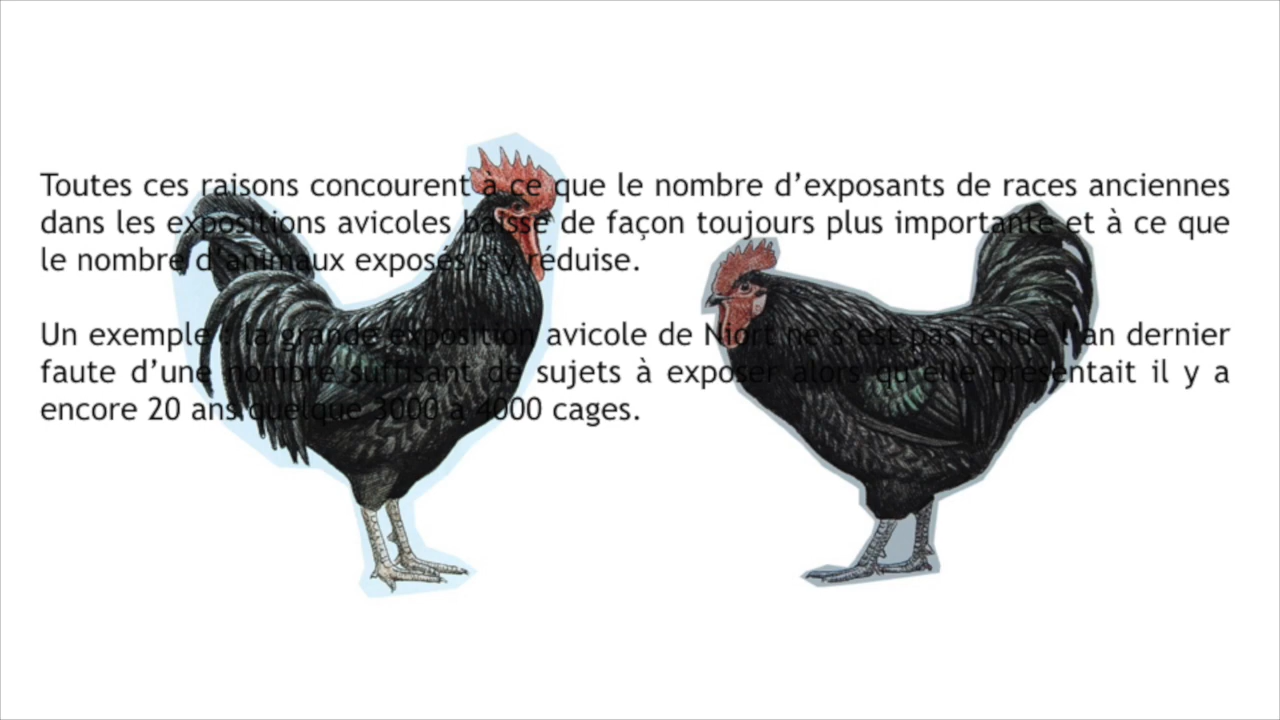 Toutes ces raisons concourent à ce que le nombre d’exposants de races anciennes
dans les expositions avicoles baisse de façon toujours plus importante et à ce que
le nombre d’animaux exposés s’y réduise.
Un exemple : la grande exposition avicole de Niort ne s’est pas tenue l’an dernier
faute d’une nombre suffisant de sujets à exposer alors qu’elle présentait il y a
encore 20 ans quelque 3000 à 4000 cages.